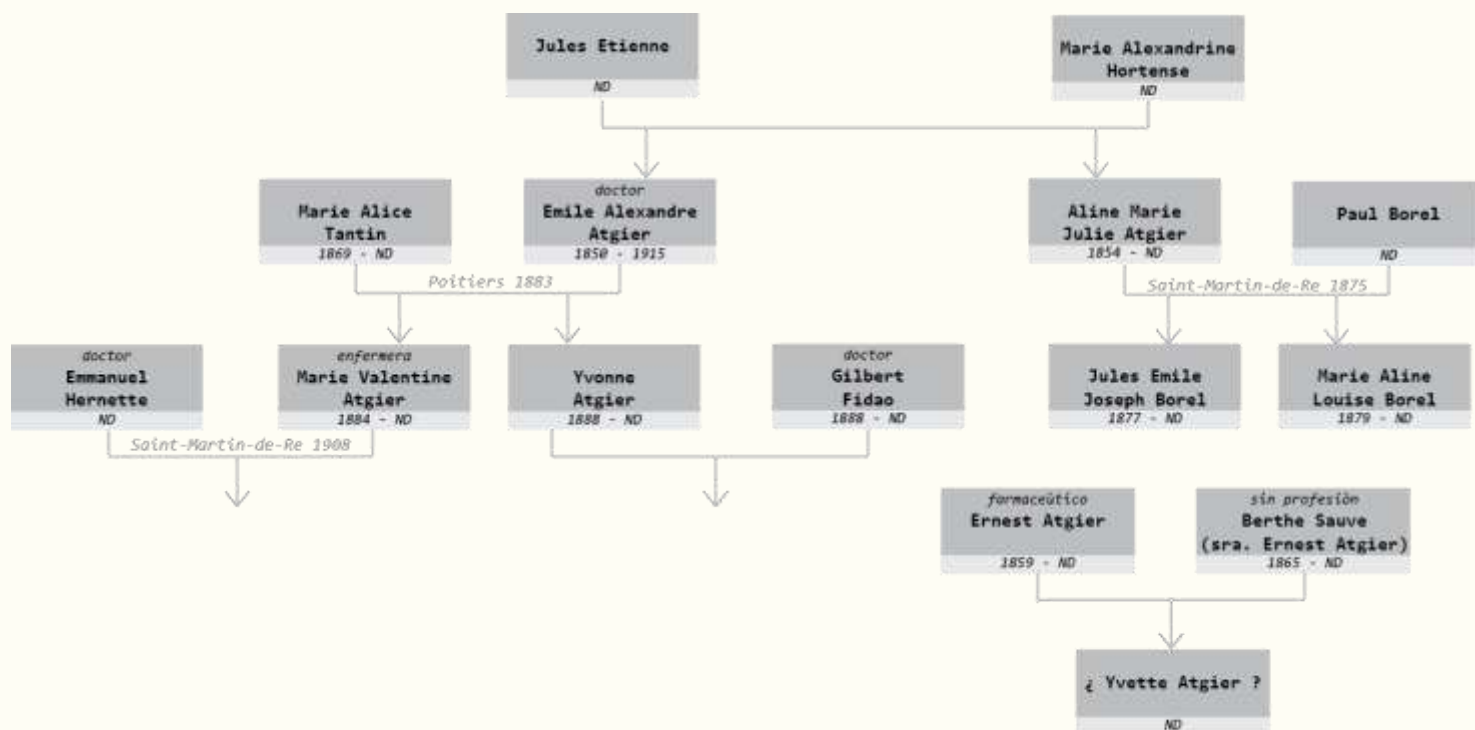 Jules Etienne
ND
Marie Alexandrine
Hortense
ND
Marie Alice
Tantin
1869 - ND
doctor
Emile Alexandre
Atgier
1850 - 1915
Aline Marie
Julie Atgier
1854 - ND
Paul Borel
ND
Poitiers 1883
Saint-Martin-de-Re 1875
doctor
Emmanuel
Hernette
ND
enfermera
Marie Valentine
Atgier
1884 - ND
Yvonne
Atgier
1888 - ND
doctor
Gilbert
Fidao
1888 - ND
Jules Emile
Joseph Borel
1877 - ND
Marie Aline
Louise Borel
1879 - ND
Saint-Martin-de-Re 1908
farmaceùtico
Ernest Atgier
1859 - ND
sin profesiòn
Berthe Sauve
(sra. Ernest Atgier)
1865 - ND
¿ Yvette Atgier ?
ND